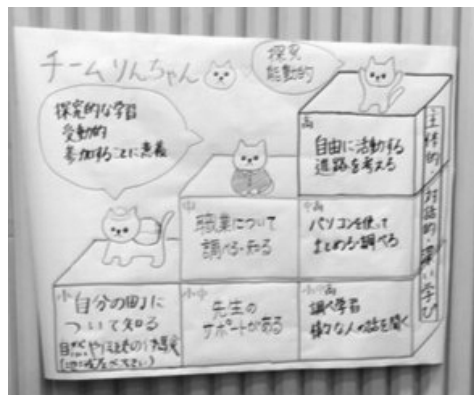 チームりんちゃん
探究
能動的
探究的な学習
受動的
参加することに意義
高
自由に活動する
進路を考える
主体的・対話的・深い学び
中
職業について
調べる・知る
中高
パソコンを使って
まとめる・調べる
小
自分の町に
ついて知る
小中
先生の
サポートがある
小中高
調べ学習
様々な人の話を聞く